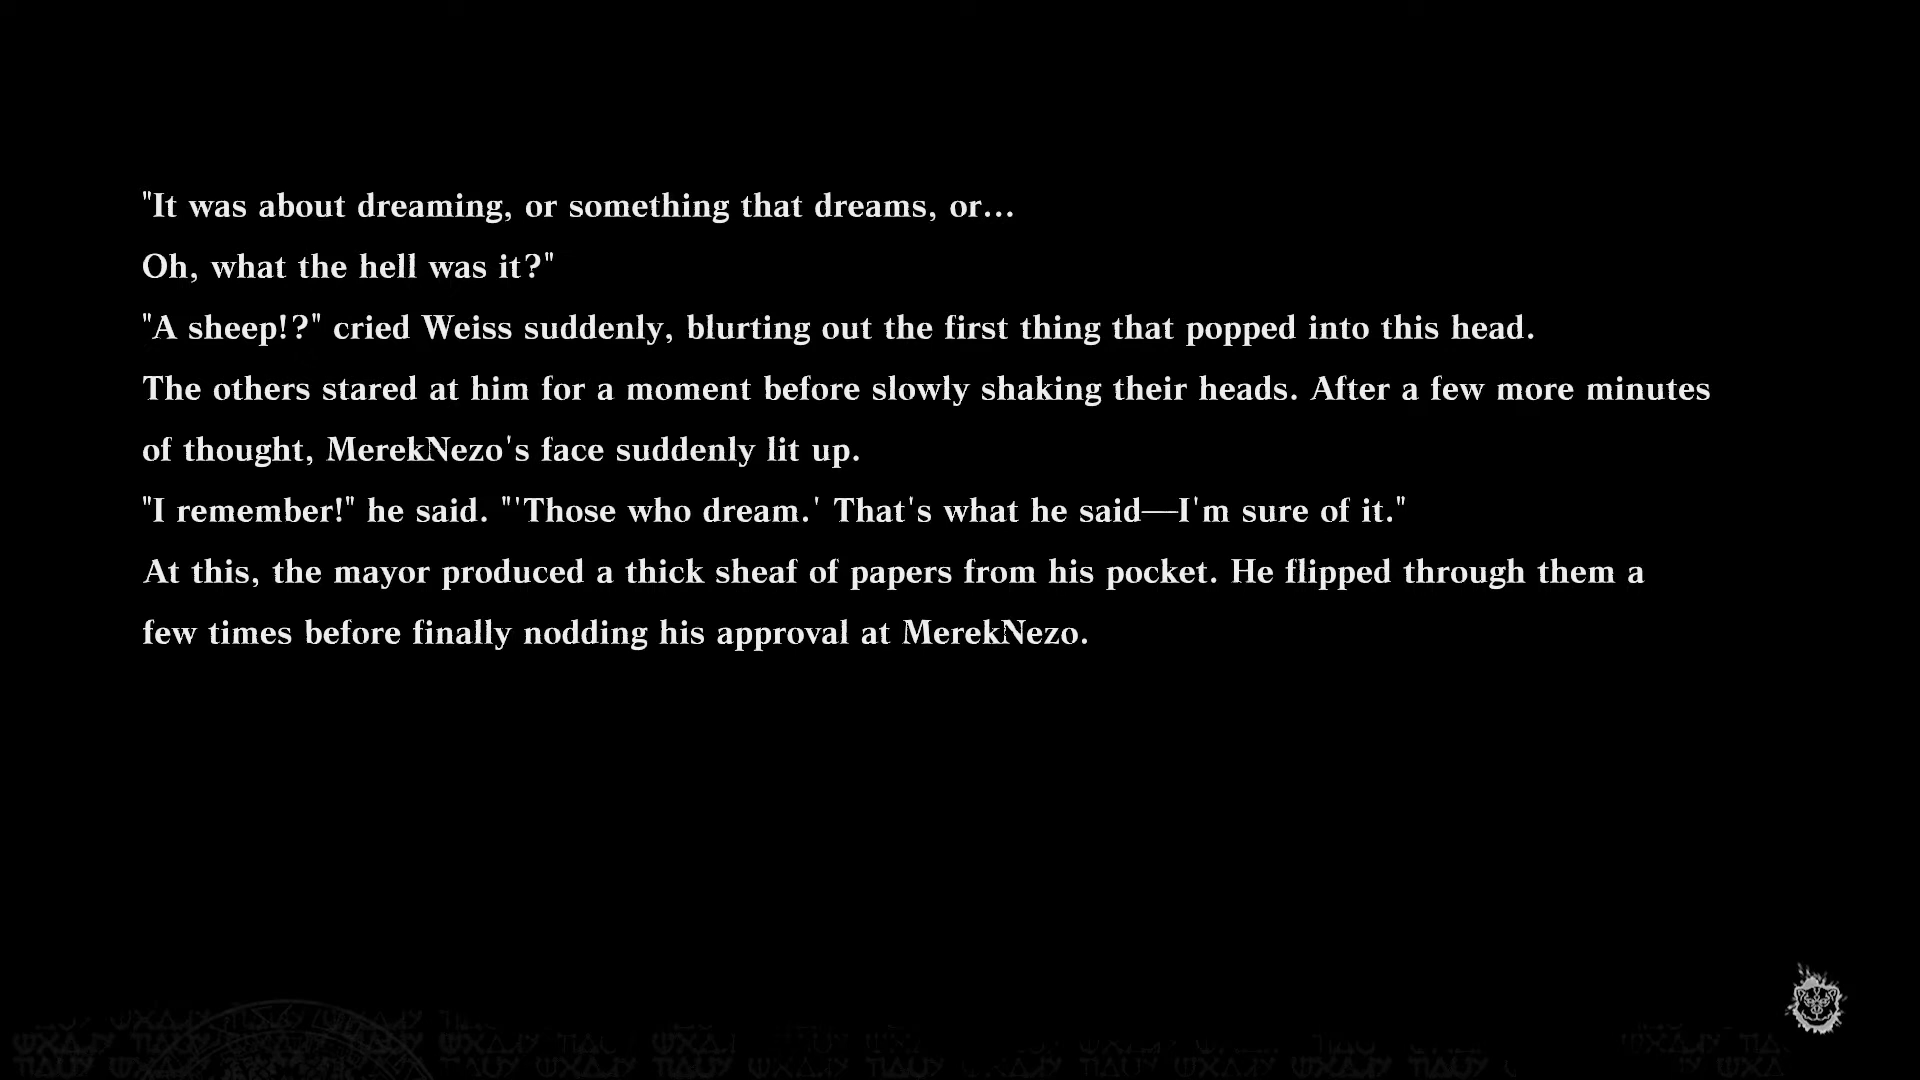 "It was about dreaming, or something that dreams, or...
Oh, what the hell was it?"
"A sheep!?" cried Weiss suddenly, blurting out the first thing that popped into this head.
The others stared at him for a moment before slowly shaking their heads. After a few more minutes
of thought, MerekNezo's face suddenly lit up.
"I remember!" he said. "'Those who dream.' That's what he said—I'm sure of it."
At this, the mayor produced a thick sheaf of papers from his pocket. He flipped through them a
few times before finally nodding his approval at MerekNezo.